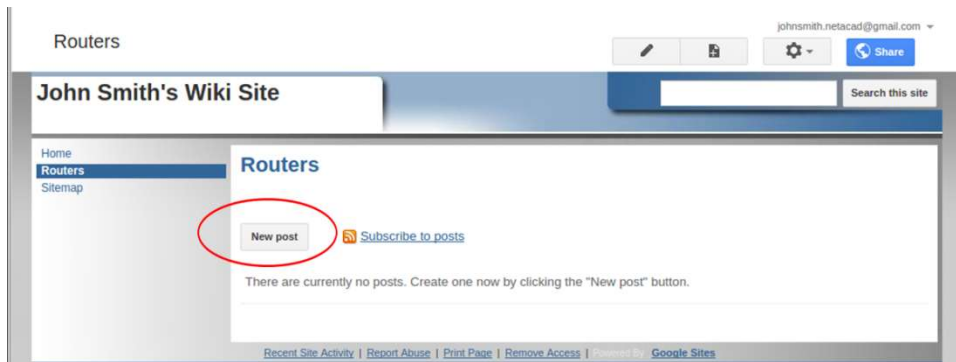 johnsmith.netacad@gmail.com
Routers
Share
John Smith's Wiki Site
Search this site
Home
Routers
Sitemap
Routers
New post
Subscribe to posts
There are currently no posts. Create one now by clicking the "New post" button.
Recent Site Activity | Report Abuse | Print Page | Remove Access | Powered By Google Sites